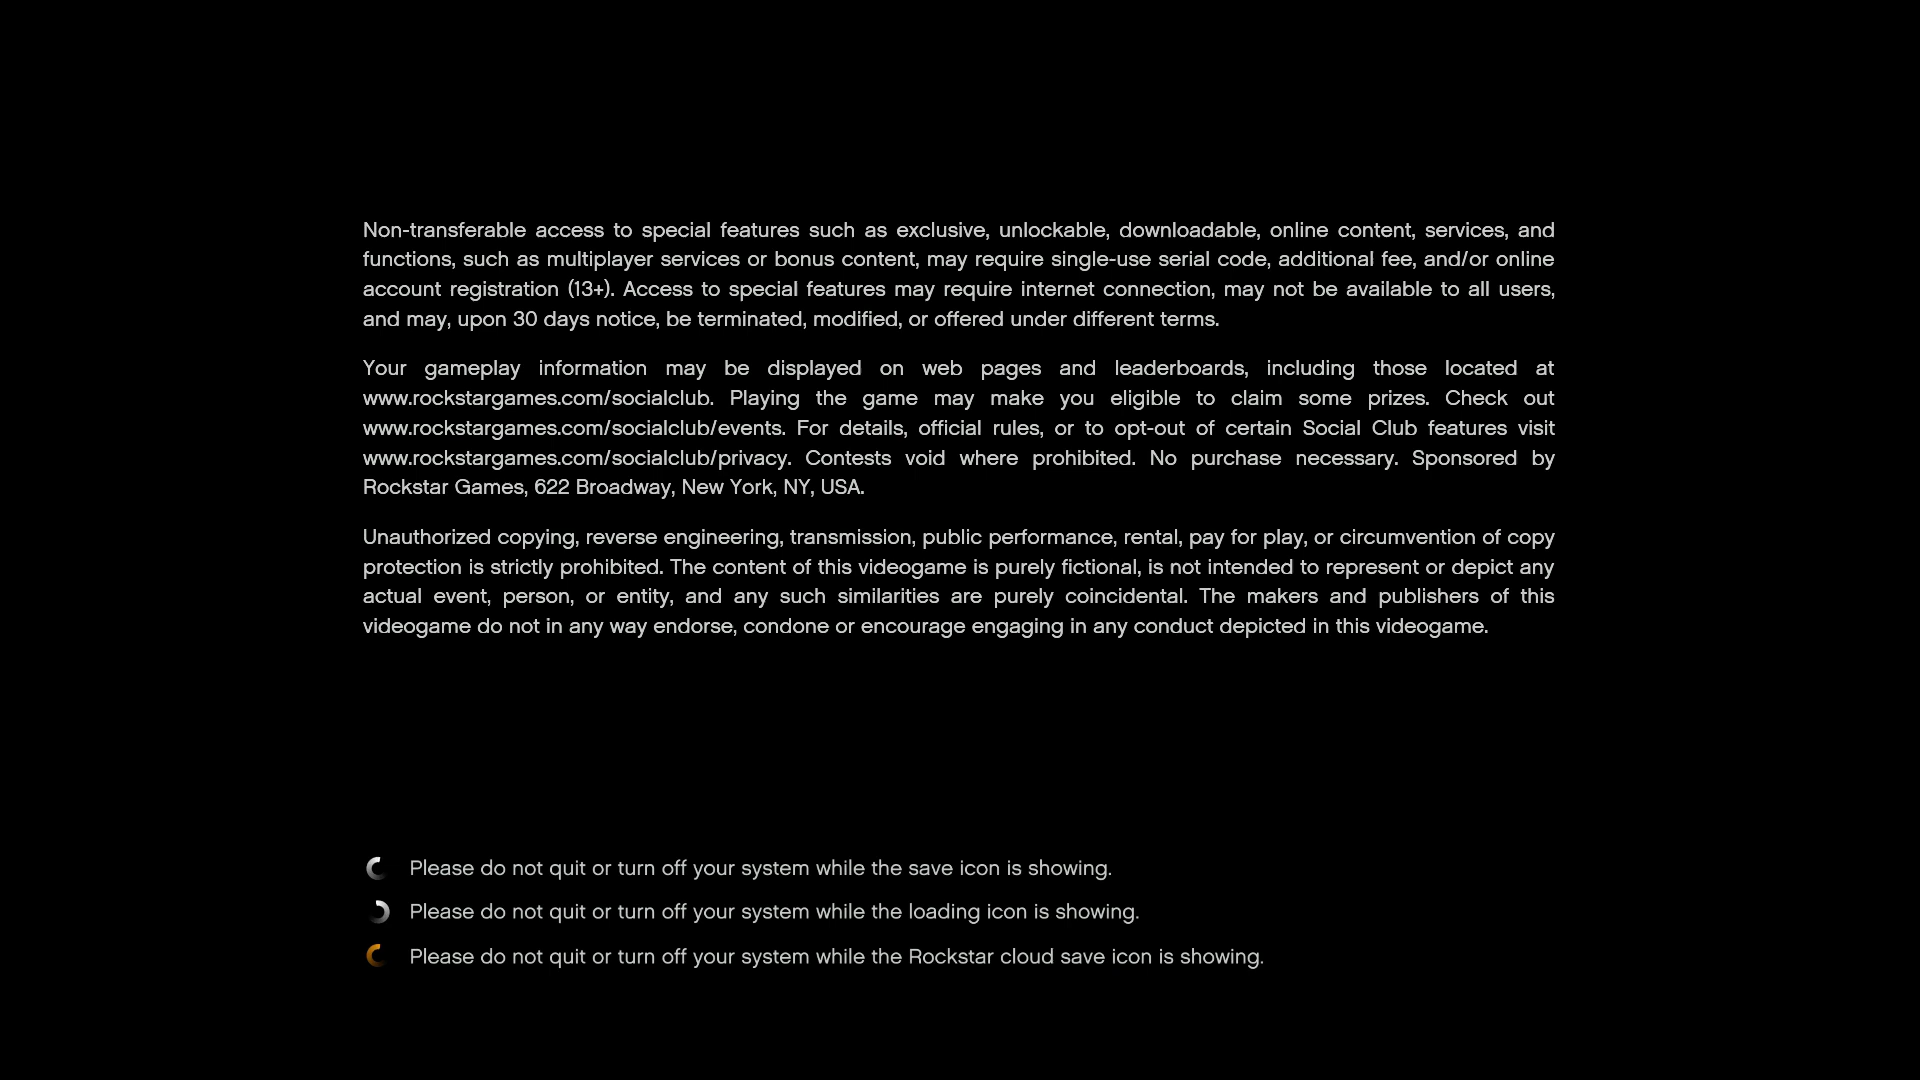 Non-transferable access to special features such as exclusive, unlockable, downloadable, online content, services, and
functions, such as multiplayer services or bonus content, may require single-use serial code, additional fee, and/or online
account registration (13+). Access to special features may require internet connection, may not be available to all users,
and may, upon 30 days notice, be terminated, modified, or offered under different terms.
Your gameplay information may be displayed on web pages and leaderboards, including those located at
www.rockstargames.com/socialclub. Playing the game may make you eligible to claim some prizes. Check out
www.rockstargames.com/socialclub/events. For details, official rules, or to opt-out of certain Social Club features visit
www.rockstargames.com/socialclub/privacy. Contests void where prohibited. No purchase necessary. Sponsored by
Rockstar Games, 622 Broadway, New York, NY, USA.
Unauthorized copying, reverse engineering, transmission, public performance, rental, pay for play, or circumvention of copy
protection is strictly prohibited. The content of this videogame is purely fictional, is not intended to represent or depict any
actual event, person, or entity, and any such similarities are purely coincidental. The makers and publishers of this
videogame do not in any way endorse, condone or encourage engaging in any conduct depicted in this videogame.
Please do not quit or turn off your system while the save icon is showing.
Please do not quit or turn off your system while the loading icon is showing.
Please do not quit or turn off your system while the Rockstar cloud save icon is showing.